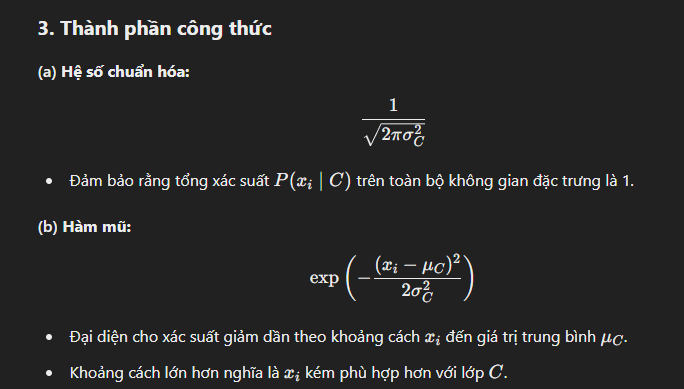 3. Thành phần công thức
(a) Hệ số chuẩn hóa:
$\frac{1}{\sqrt{2\pi\sigma_C^2}}$
• Đảm bảo rằng tổng xác suất $P(x_i \mid C)$ trên toàn bộ không gian đặc trưng là 1.
(b) Hàm mũ:
$\exp\left(-\frac{(x_i - \mu_C)^2}{2\sigma_C^2}\right)$
• Đại diện cho xác suất giảm dần theo khoảng cách $x_i$ đến giá trị trung bình $\mu_C$.
• Khoảng cách lớn hơn nghĩa là $x_i$ kém phù hợp hơn với lớp $C$.